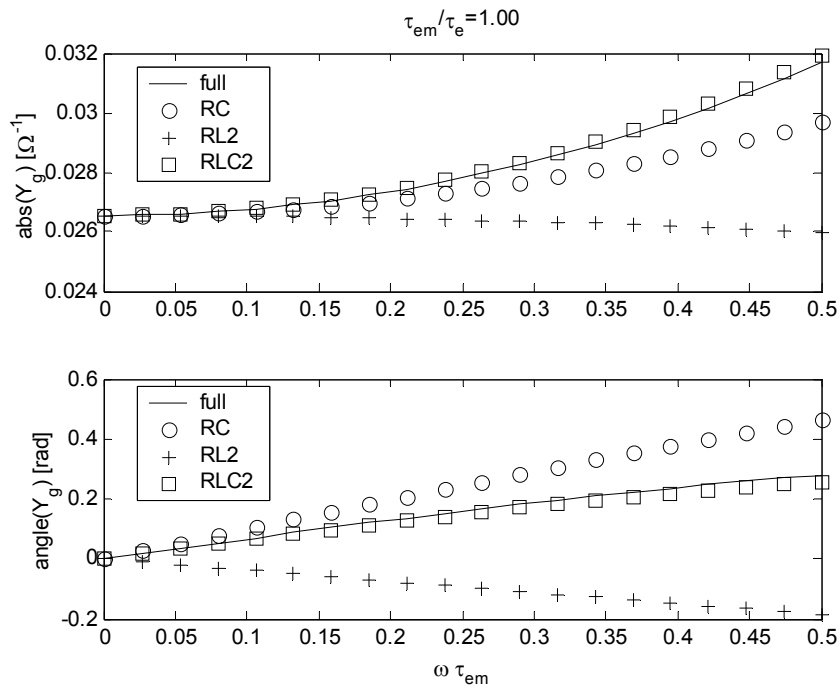 τem/τe=1.00
0.032
0.03
0.028
0.026
0.024
abs(Yg) [Ω-1]
full
RC
RL2
RLC2
0 0.05 0.1 0.15 0.2 0.25 0.3 0.35 0.4 0.45 0.5
0.6
0.4
0.2
0
-0.2
angle(Yg) [rad]
full
RC
RL2
RLC2
0 0.05 0.1 0.15 0.2 0.25 0.3 0.35 0.4 0.45 0.5
ω τem